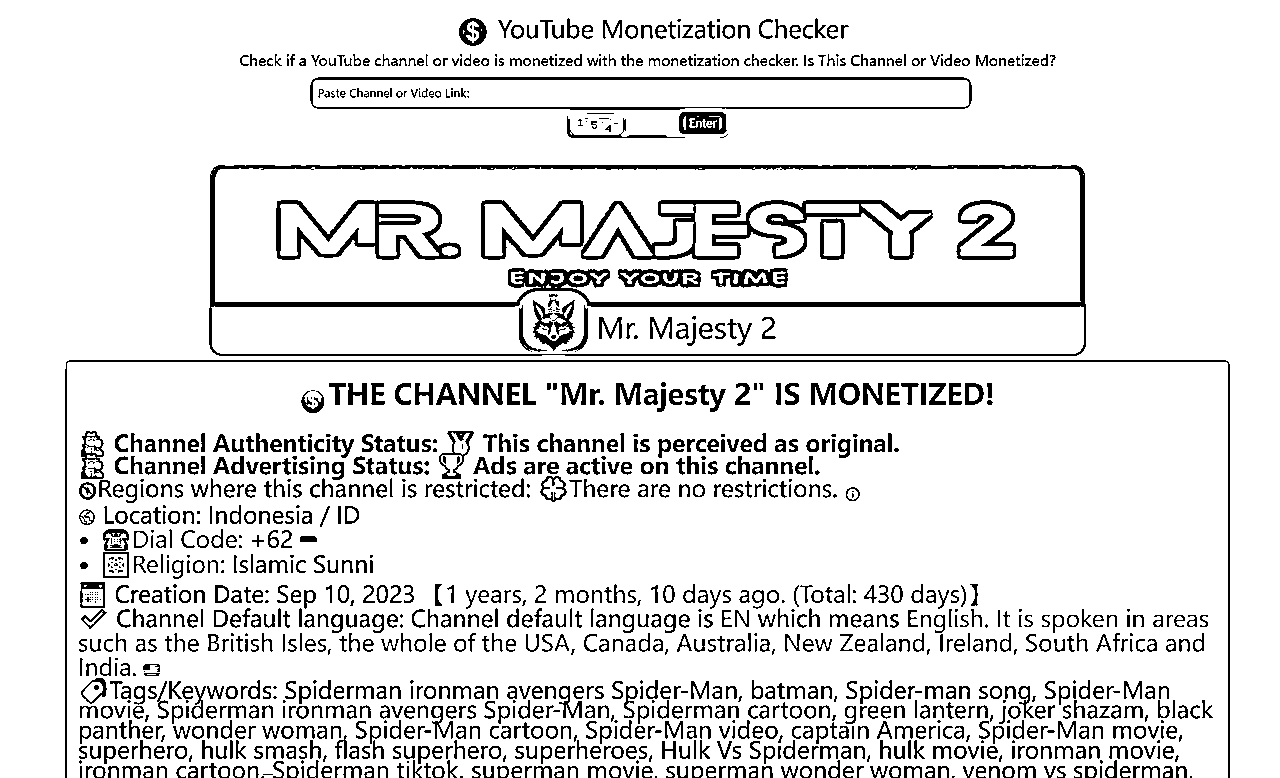 YouTube Monetization Checker
Check if a YouTube channel or video is monetized with the monetization checker. Is This Channel or Video Monetized?
Paste Channel or Video Link:
1 5 4 Enter
MR. MAJESTY 2
ENJOY YOUR TIME
Mr. Majesty 2
THE CHANNEL "Mr. Majesty 2" IS MONETIZED!
Channel Authenticity Status: This channel is perceived as original.
Channel Advertising Status: Ads are active on this channel.
Regions where this channel is restricted: There are no restrictions.
Location: Indonesia / ID
• Dial Code: +62
• Religion: Islamic Sunni
Creation Date: Sep 10, 2023 【1 years, 2 months, 10 days ago. (Total: 430 days)】
Channel Default language: Channel default language is EN which means English. It is spoken in areas
such as the British Isles, the whole of the USA, Canada, Australia, New Zealand, Ireland, South Africa and
India.
Tags/Keywords: Spiderman ironman avengers Spider-Man, batman, Spider-man song, Spider-Man
movie, Spiderman ironman avengers Spider-Man, Spiderman cartoon, green lantern, joker shazam, black
panther, wonder woman, Spider-Man cartoon, Spider-Man video, captain America, Spider-Man movie,
superhero, hulk smash, flash superhero, superheroes, Hulk Vs Spiderman, hulk movie, ironman movie,
ironman cartoon, Spiderman tiktok, superman movie, superman wonder woman, venom vs spiderman,